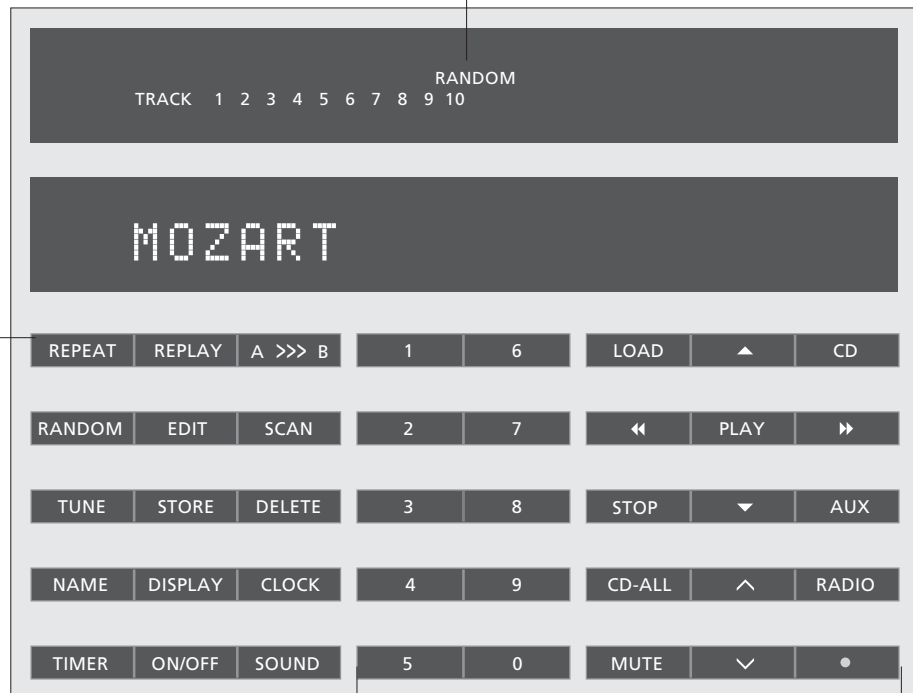 RANDOM
TRACK 1 2 3 4 5 6 7 8 9 10
MOZART
REPEAT REPLAY A >>> B 1 6 LOAD ▲ CD
RANDOM EDIT SCAN 2 7 ◀◀ PLAY ▶▶
TUNE STORE DELETE 3 8 STOP ▼ AUX
NAME DISPLAY CLOCK 4 9 CD-ALL ∧ RADIO
TIMER ON/OFF SOUND 5 0 MUTE ∨ ●